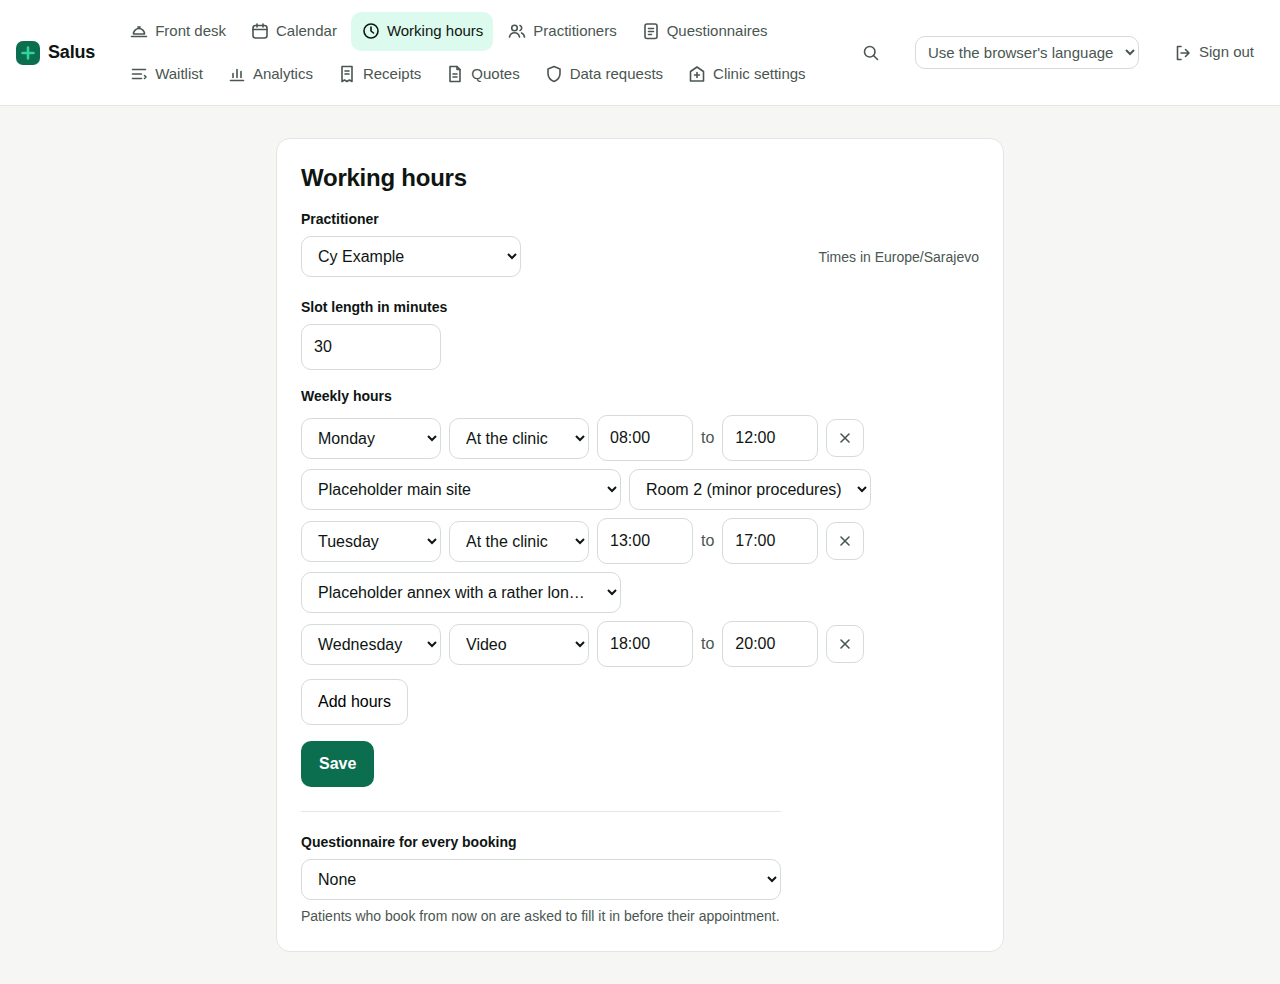 Salus
Front desk
Calendar
Working hours
Practitioners
Questionnaires
Waitlist
Analytics
Receipts
Quotes
Data requests
Clinic settings
Use the browser's language
Sign out
Working hours
Practitioner
Cy Example
Times in Europe/Sarajevo
Slot length in minutes
30
Weekly hours
Monday At the clinic 08:00 to 12:00
Placeholder main site Room 2 (minor procedures)
Tuesday At the clinic 13:00 to 17:00
Placeholder annex with a rather lon…
Wednesday Video 18:00 to 20:00
Add hours
Save
Questionnaire for every booking
None
Patients who book from now on are asked to fill it in before their appointment.